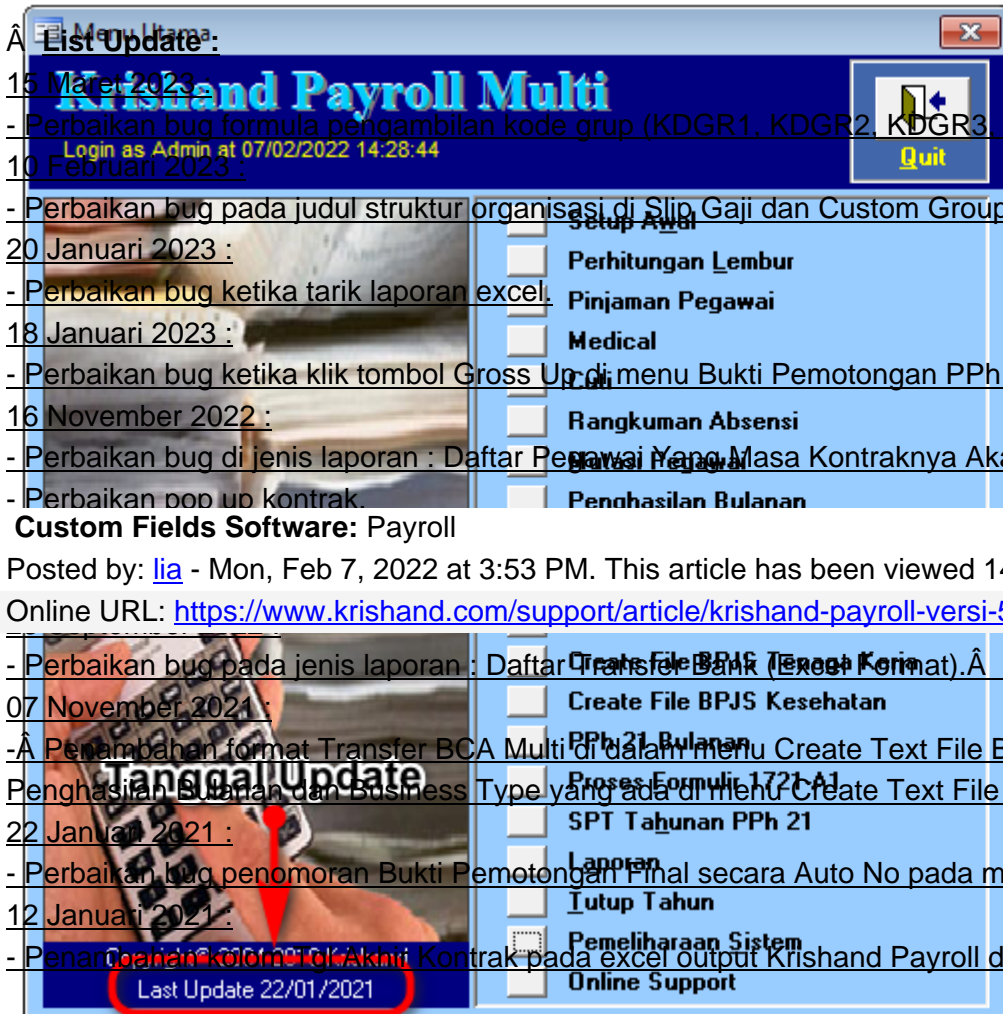 Â List Update :
Menu Utama
15 Maret 2023 :
Krishand Payroll Multi
- Perbaikan bug formula pengambilan kode grup (KDGR1, KDGR2, KDGR3,
Login as Admin at 07/02/2022 14:28:44
Quit
10 Februari 2023 :
- Perbaikan bug pada judul struktur organisasi di Slip Gaji dan Custom Group
Setup Awal
20 Januari 2023 :
Perhitungan Lembur
- Perbaikan bug ketika tarik laporan excel.
Pinjaman Pegawai
18 Januari 2023 :
Medical
- Perbaikan bug ketika klik tombol Gross Up di menu Bukti Pemotongan PPh
Cuti
16 November 2022 :
Rangkuman Absensi
- Perbaikan bug di jenis laporan : Daftar Pegawai Yang Masa Kontraknya Aka
Mutasi Pegawai
- Perbaikan pop up kontrak.
Penghasilan Bulanan
Custom Fields Software: Payroll
Posted by: lia - Mon, Feb 7, 2022 at 3:53 PM. This article has been viewed 14
Online URL: https://www.krishand.com/support/article/krishand-payroll-versi-5
- Perbaikan bug pada jenis laporan : Daftar Transfer Bank (Excel Format).Â
Create File BPJS Tenaga Kerja
07 November 2021 :
Create File BPJS Kesehatan
-Â Penambahan format Transfer BCA Multi di dalam menu Create Text File B
PPh 21 Bulanan
Tanggal Update
Penghasilan Bulanan dan Business Type yang ada di menu Create Text File
Proses Formulir 1721-A1
22 Januari 2021 :
SPT Tahunan PPh 21
- Perbaikan bug penomoran Bukti Pemotongan Final secara Auto No pada m
Laporan
12 Januari 2021 :
Tutup Tahun
- Penambahan kolom Tgl Akhir Kontrak pada excel output Krishand Payroll d
Pemeliharaan Sistem
Last Update 22/01/2021
Online Support